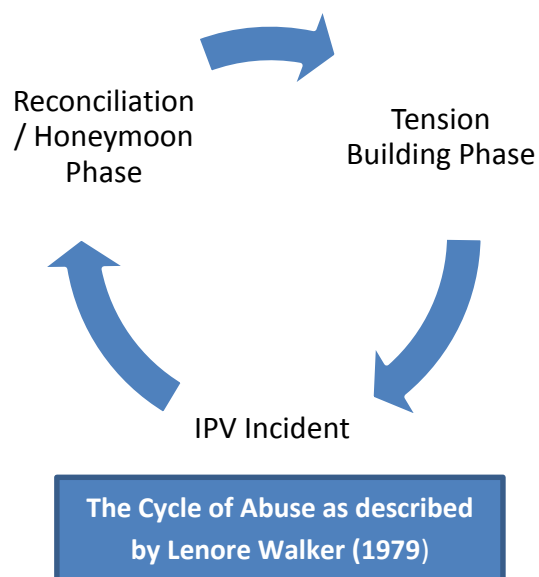 Reconciliation
/ Honeymoon
Phase
Tension
Building Phase
IPV Incident
The Cycle of Abuse as described
by Lenore Walker (1979)